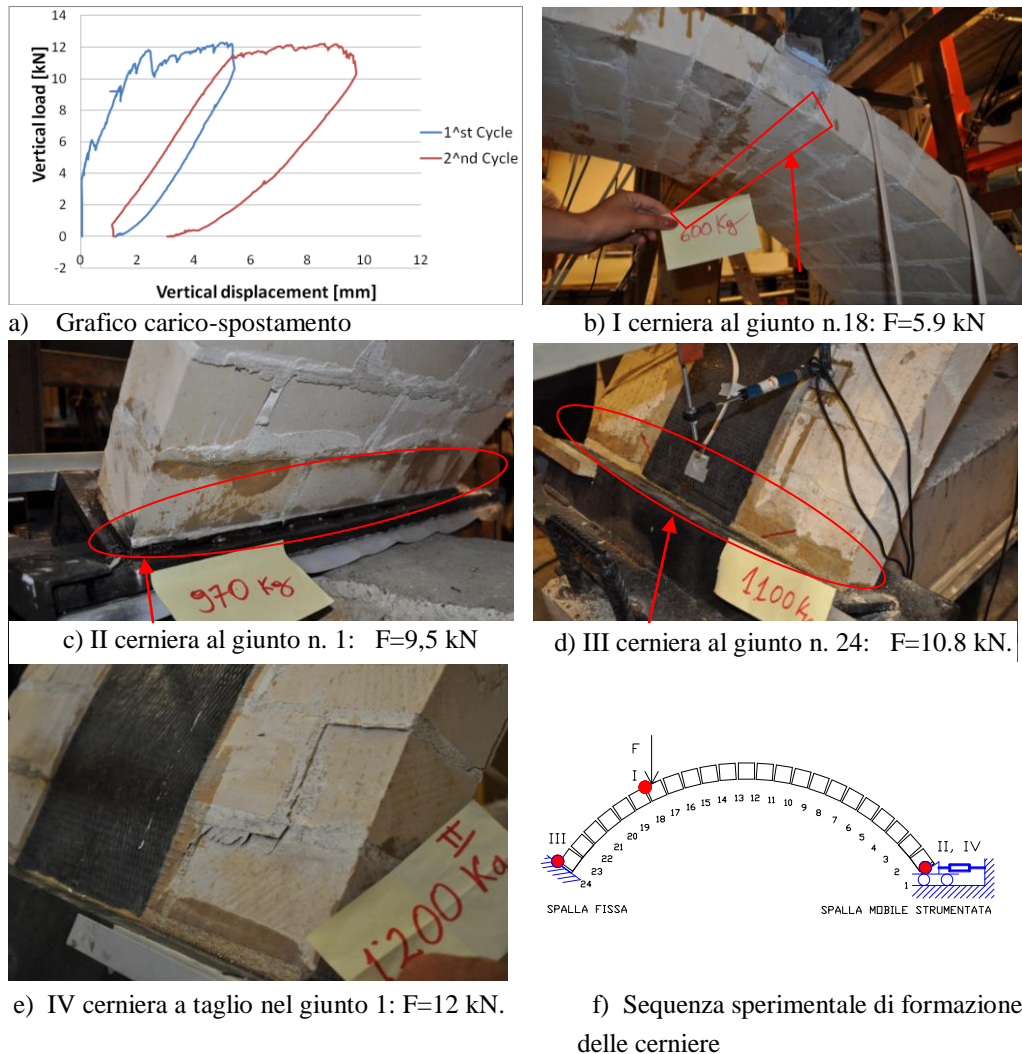 Vertical load [kN]
14
12
10
8
6
4
2
0
-2
0 2 4 6 8 10 12
Vertical displacement [mm]
1^st Cycle
2^nd Cycle
600 Kg
a) Grafico carico-spostamento
b) I cerniera al giunto n.18: F=5.9 kN
970 Kg
1100 K
c) II cerniera al giunto n. 1: F=9,5 kN
d) III cerniera al giunto n. 24: F=10.8 kN.
II
1'200 Kg
F
I
III
II, IV
24 23 22 21 20 19 18 17 16 15 14 13 12 11 10 9 8 7 6 5 4 3 2 1
SPALLA FISSA
SPALLA MOBILE STRUMENTATA
e) IV cerniera a taglio nel giunto 1: F=12 kN.
f) Sequenza sperimentale di formazione
delle cerniere